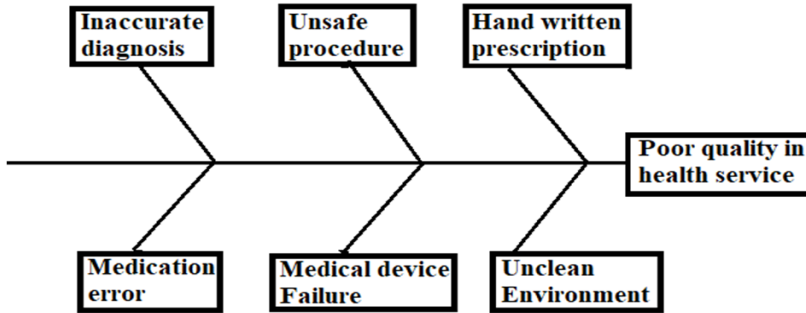 Inaccurate
diagnosis
Unsafe
procedure
Hand written
prescription
Poor quality in
health service
Medication
error
Medical device
Failure
Unclean
Environment